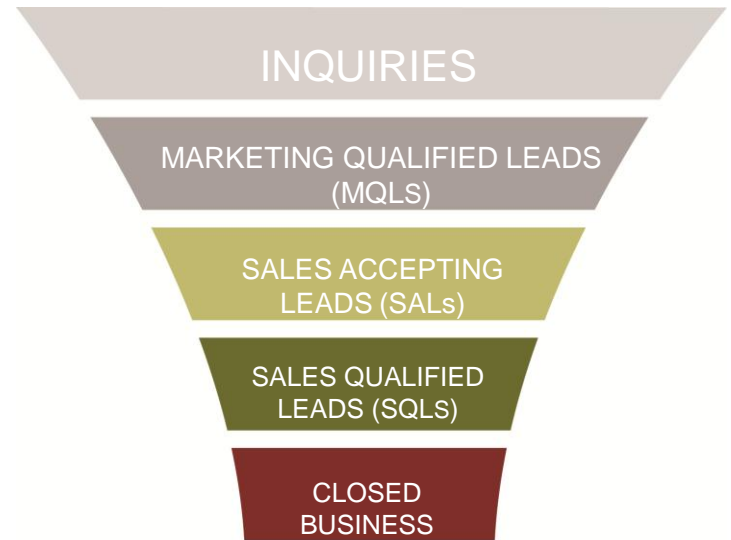 INQUIRIES
MARKETING QUALIFIED LEADS
(MQLS)
SALES ACCEPTING
LEADS (SALs)
SALES QUALIFIED
LEADS (SQLS)
CLOSED
BUSINESS